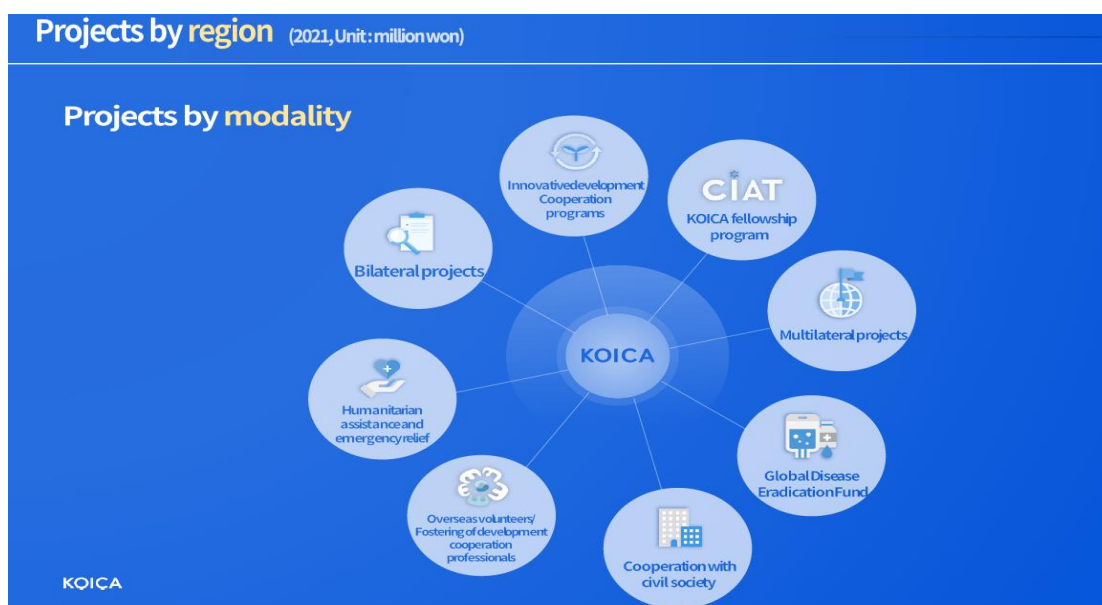 Projects by region (2021, Unit : million won)
Projects by modality
Innovative development
Cooperation
programs
CIAT
KOICA fellowship
program
Bilateral projects
Multilateral projects
KOICA
Humanitarian
assistance and
emergency relief
Global Disease
Eradication Fund
Overseas volunteers/
Fostering of development
cooperation
professionals
Cooperation with
civil society
KOICA